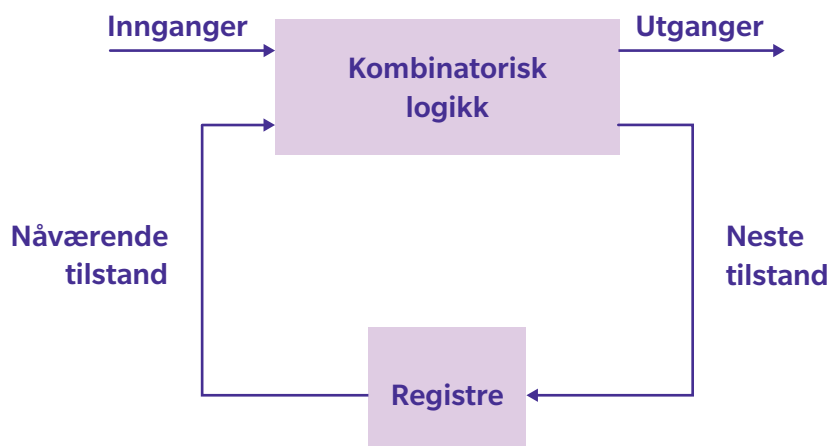 Innganger
Utganger
Kombinatorisk
logikk
Nåværende
tilstand
Neste
tilstand
Registre